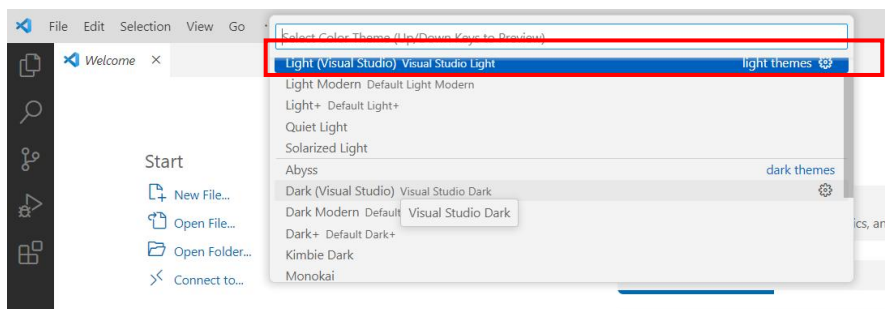 File Edit Selection View Go
Select Color Theme (Up/Down Keys to Preview)
Welcome
Light (Visual Studio) Visual Studio Light light themes
Light Modern Default Light Modern
Light+ Default Light+
Quiet Light
Solarized Light
Start
Abyss dark themes
New File...
Dark (Visual Studio) Visual Studio Dark
Dark Modern Default
Visual Studio Dark
Open File...
ics, an
Dark+ Default Dark+
Open Folder...
Kimbie Dark
Connect to...
Monokai